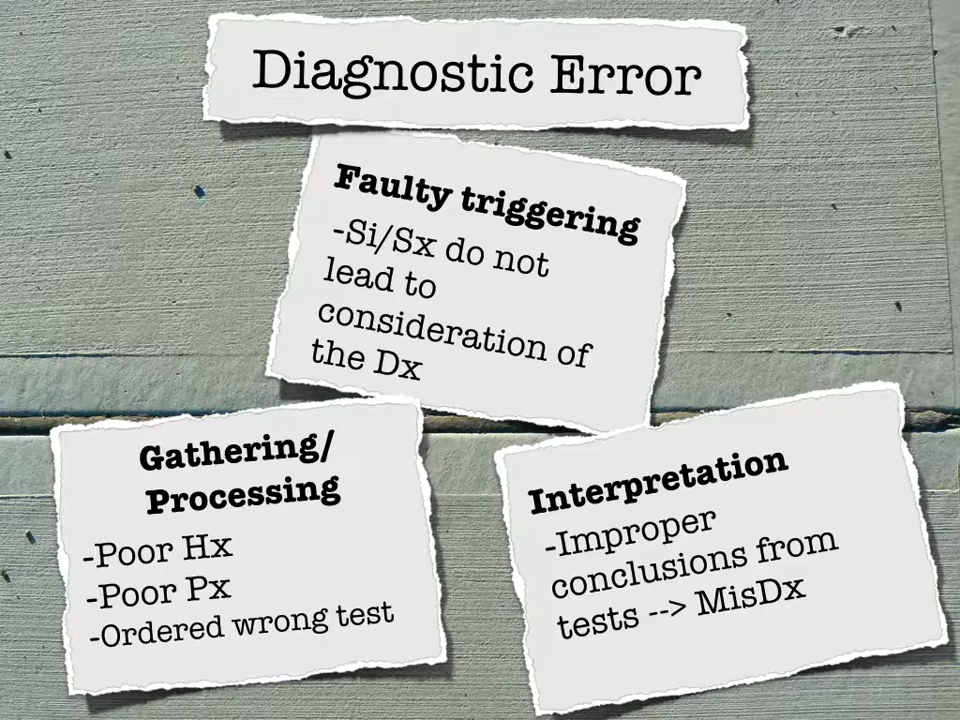 Diagnostic Error
Faulty triggering
-Si/Sx do not
lead to
consideration of
the Dx
Gathering/
Processing
-Poor Hx
-Poor Px
-Ordered wrong test
Interpretation
-Improper
conclusions from
tests --> MisDx